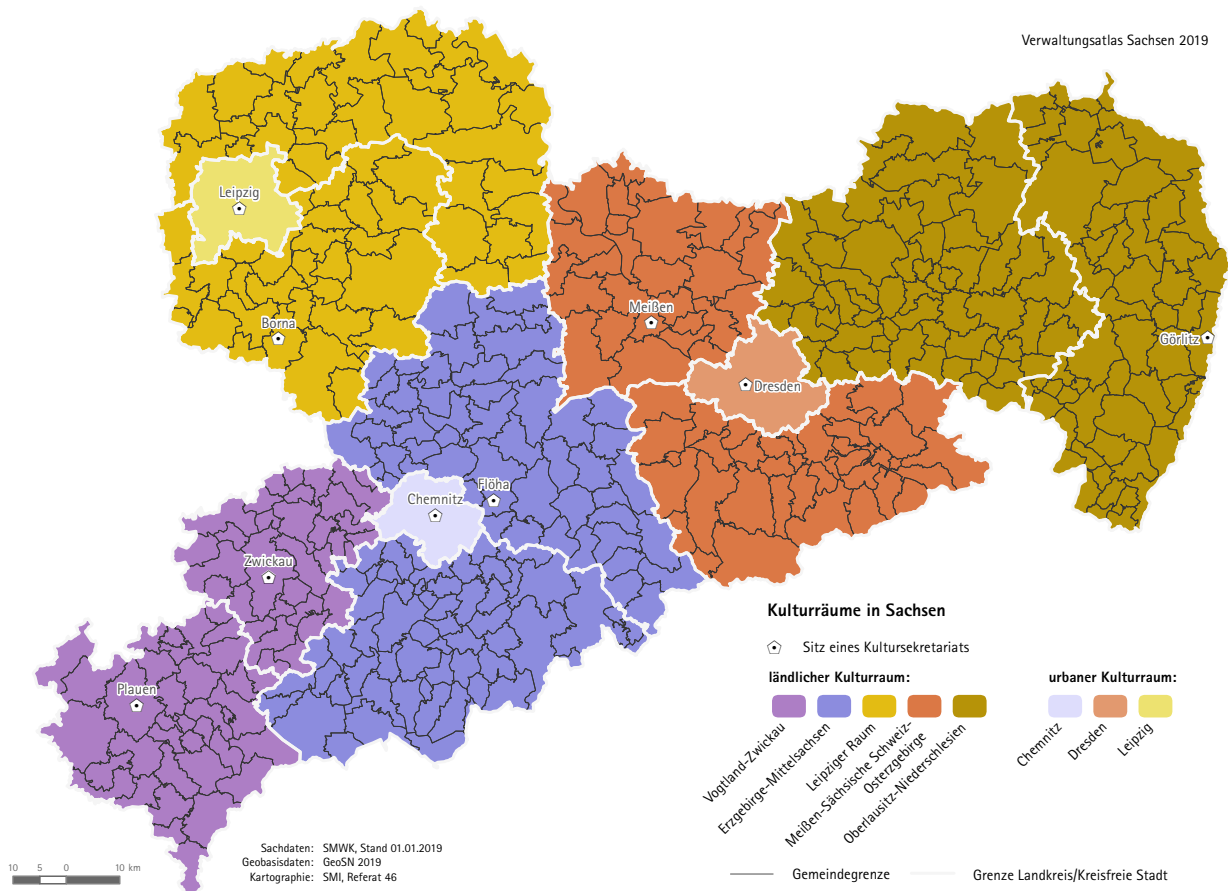 Verwaltungsatlas Sachsen 2019
Leipzig
Borna
Meißen
Görlitz
Dresden
Flöha
Chemnitz
Zwickau
Plauen
Kulturräume in Sachsen
Sitz eines Kultursekretariats
ländlicher Kulturraum:
urbaner Kulturraum:
Vogtland-Zwickau
Erzgebirge-Mittelsachsen
Leipziger Raum
Meißen-Sächsische Schweiz-
Osterzgebirge
Oberlausitz-Niederschlesien
Chemnitz
Dresden
Leipzig
Sachdaten: SMWK, Stand 01.01.2019
Geobasisdaten: GeoSN 2019
Kartographie: SMI, Referat 46
10 5 0 10 km
Gemeindegrenze
Grenze Landkreis/Kreisfreie Stadt